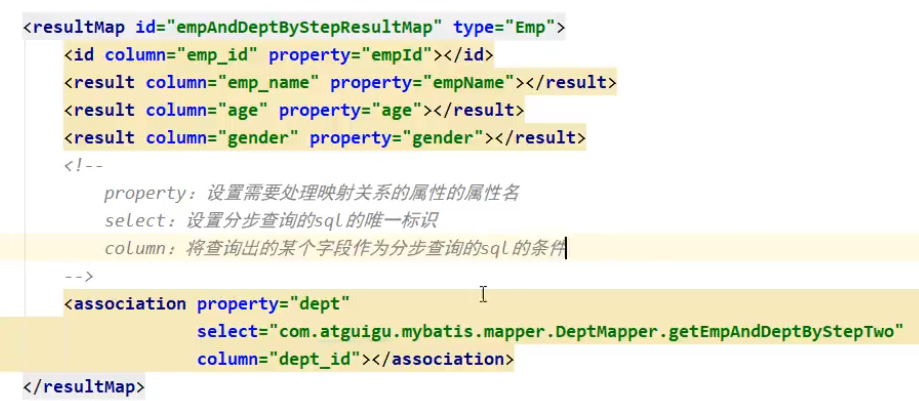 <resultMap id="empAndDeptByStepResultMap" type="Emp">
<id column="emp_id" property="empId"></id>
<result column="emp_name" property="empName"></result>
<result column="age" property="age"></result>
<result column="gender" property="gender"></result>
<!--
property：设置需要处理映射关系的属性的属性名
select：设置分步查询的sql的唯一标识
column：将查询出的某个字段作为分步查询的sql的条件
-->
<association property="dept"
select="com.atguigu.mybatis.mapper.DeptMapper.getEmpAndDeptByStepTwo"
column="dept_id"></association>
</resultMap>